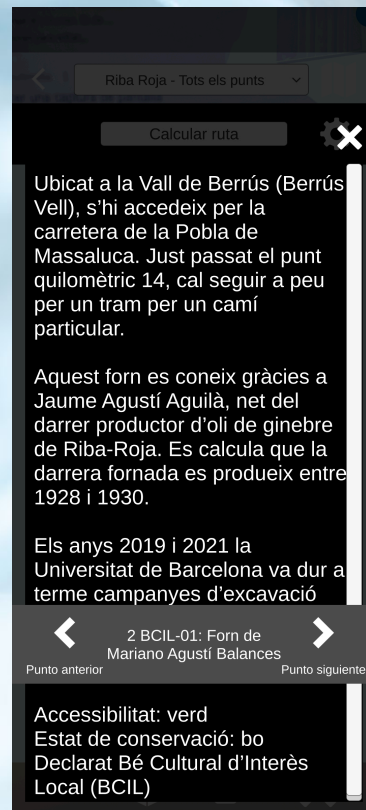 Riba Roja - Tots els punts
Calcular ruta
Ubicat a la Vall de Berrús (Berrús
Vell), s’hi accedeix per la
carretera de la Pobla de
Massaluca. Just passat el punt
quilomètric 14, cal seguir a peu
per un tram per un camí
particular.
Aquest forn es coneix gràcies a
Jaume Agustí Aguilà, net del
darrer productor d’oli de ginebre
de Riba-Roja. Es calcula que la
darrera fornada es produeix entre
1928 i 1930.
Els anys 2019 i 2021 la
Universitat de Barcelona va dur a
terme campanyes d’excavació
2 BCIL-01: Forn de
Mariano Agustí Balances
Punto anterior
Punto siguiente
Accessibilitat: verd
Estat de conservació: bo
Declarat Bé Cultural d’Interès
Local (BCIL)